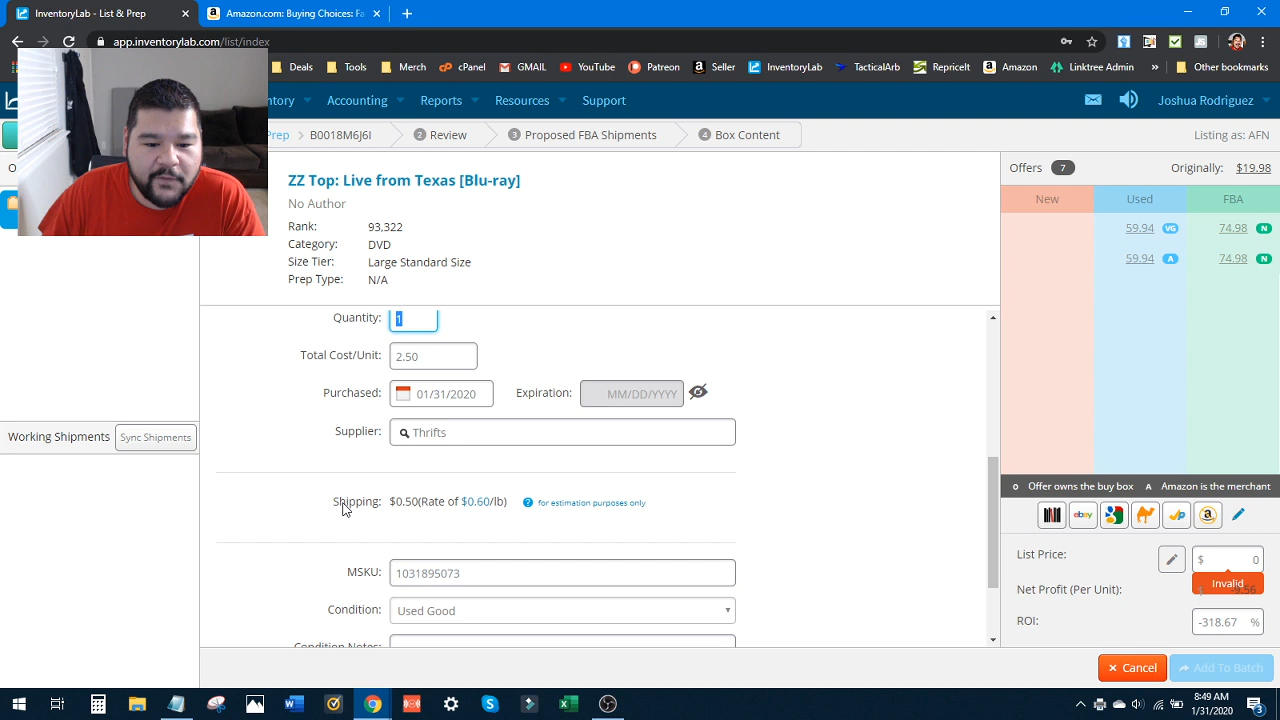 InventoryLab - List
Amazon.com: Buying Choices: Fa
app.inventorylab.com/list/index
Deals
Tools
Merch
cPanel
GMAIL
YouTube
Patreon
Seller
InventoryLab
TacticalArb
Repricelt
Amazon
Linktree Admin
»
Other bookmarks
ntory
Accounting
Reports
Resources
Support
Joshua Rodriguez
Prep
B0018M6J6I
2 Review
3 Proposed FBA Shipments
4 Box Content
Listing as: AFN
ZZ Top: Live from Texas [Blu-ray]
No Author
Rank: 93,322
Category: DVD
Size Tier: Large Standard Size
Prep Type: N/A
Offers 7
Originally: $19.98
New
Used
FBA
59.94 VG
74.98 N
59.94 A
74.98 N
Quantity: 1
Total Cost/Unit: 2.50
Purchased: 01/31/2020
Expiration: MM/DD/YYYY
Supplier: Thrifts
Working Shipments
Sync Shipments
Shipping: $0.50(Rate of $0.60/lb)
? for estimation purposes only
MSKU: 1031895073
Condition: Used Good
Condition Notes:
O Offer owns the buy box
A Amazon is the merchant
ebay
List Price: $ 0
Invalid
Net Profit (Per Unit): $ -9.56
ROI: -318.67 %
Cancel
Add To Batch
8:49 AM
1/31/2020
3